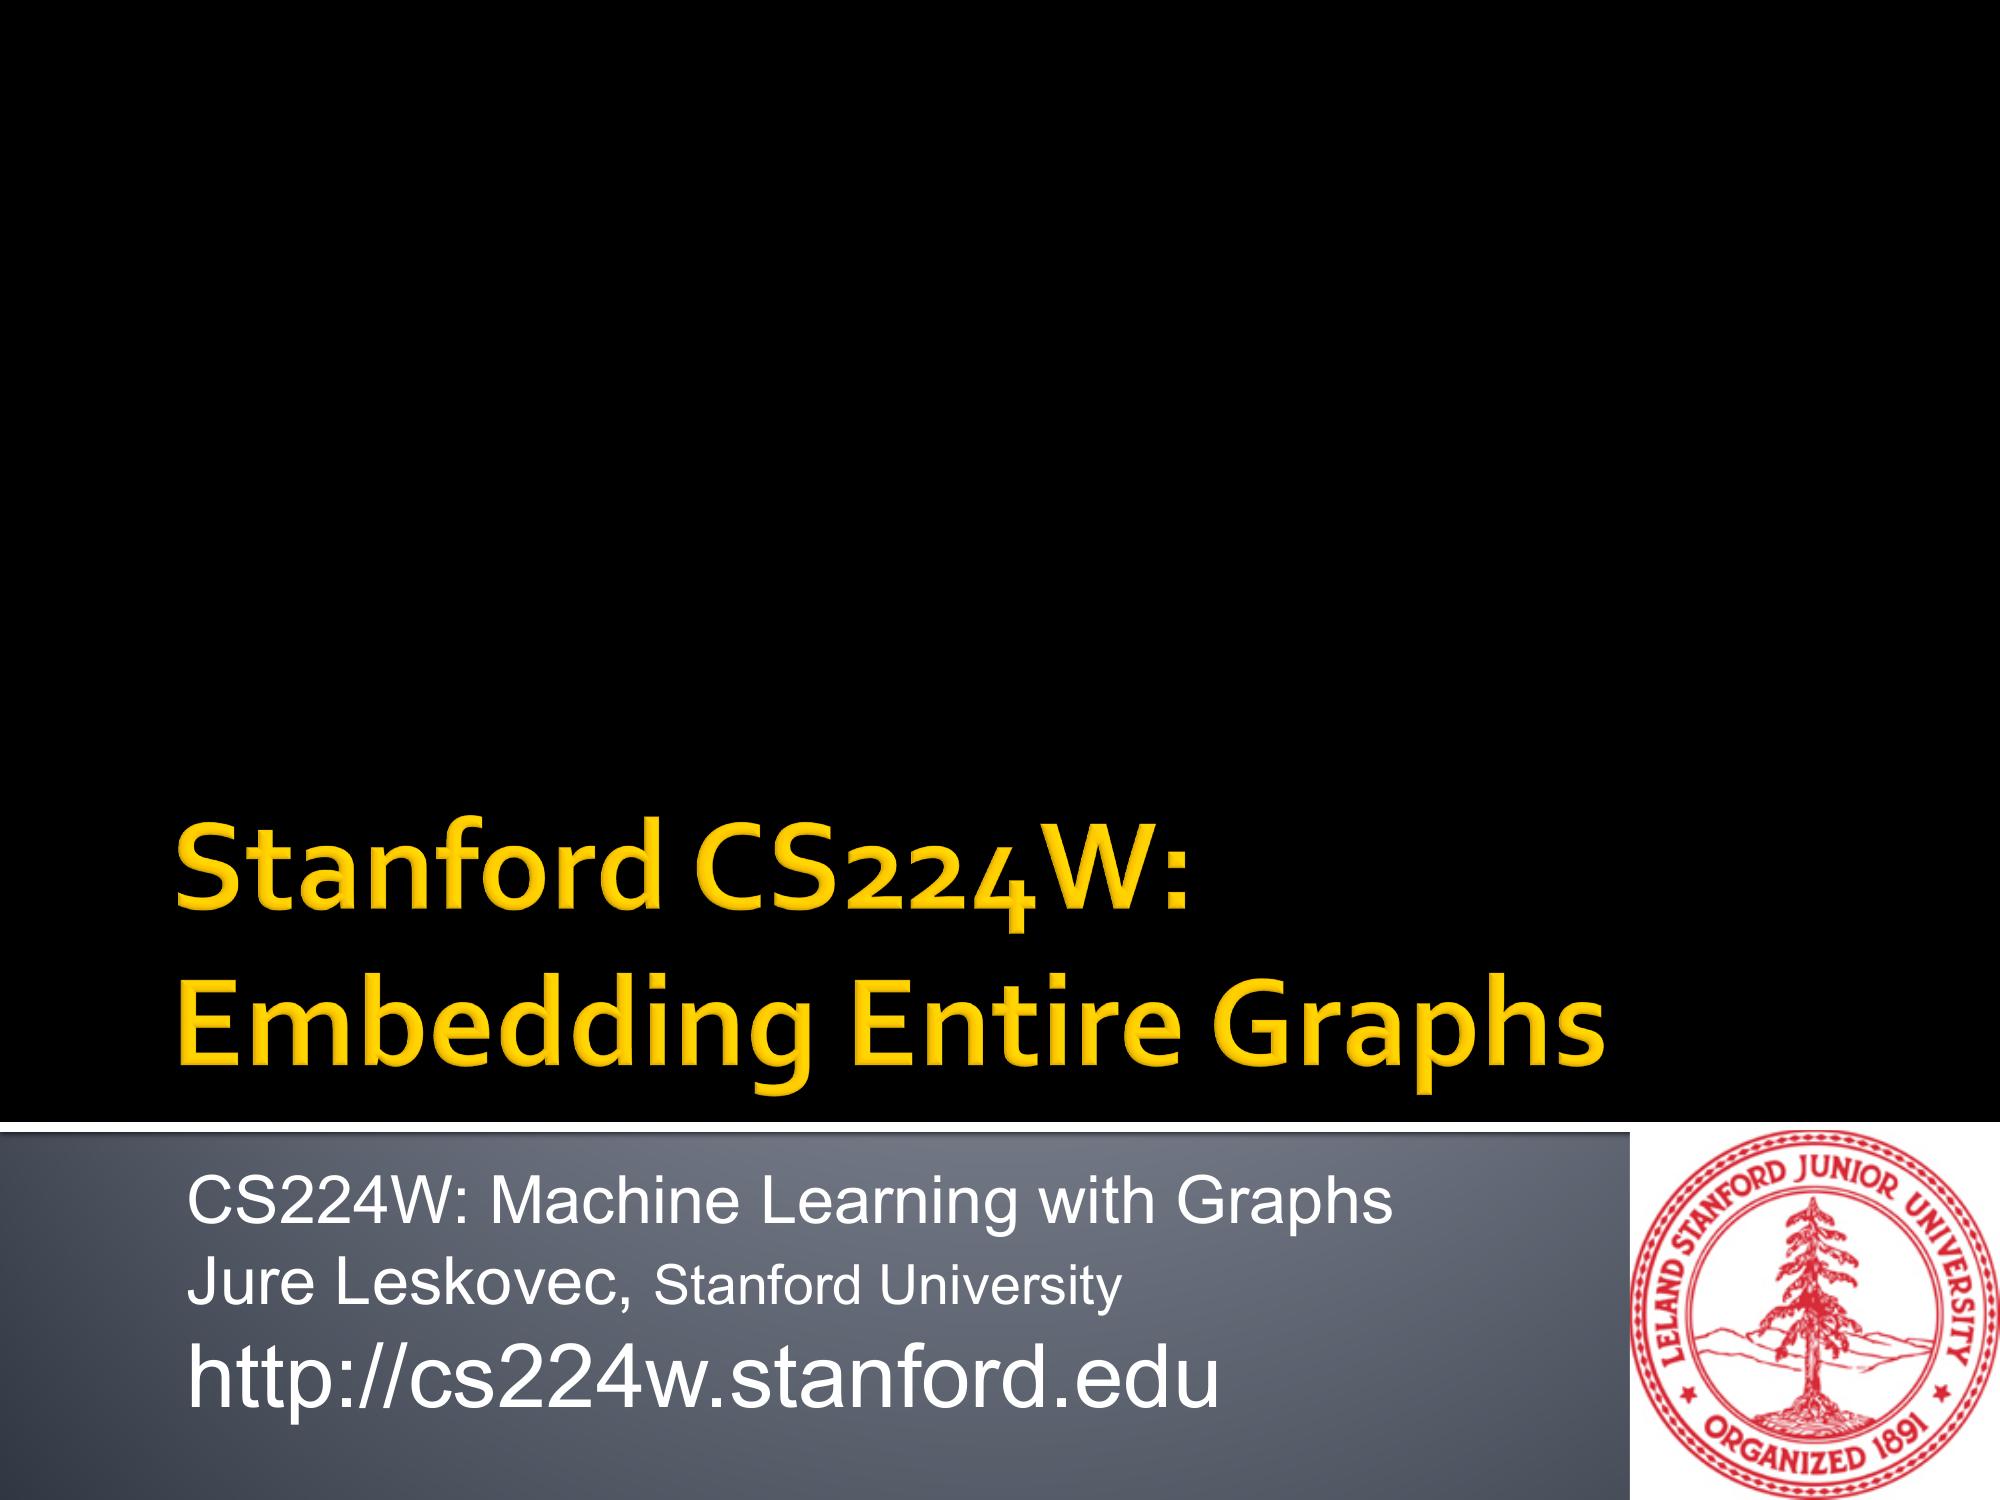 Stanford CS224W:
Embedding Entire Graphs
CS224W: Machine Learning with Graphs
Jure Leskovec, Stanford University
http://cs224w.stanford.edu
LELAND STANFORD JUNIOR UNIVERSITY
ORGANIZED 1891